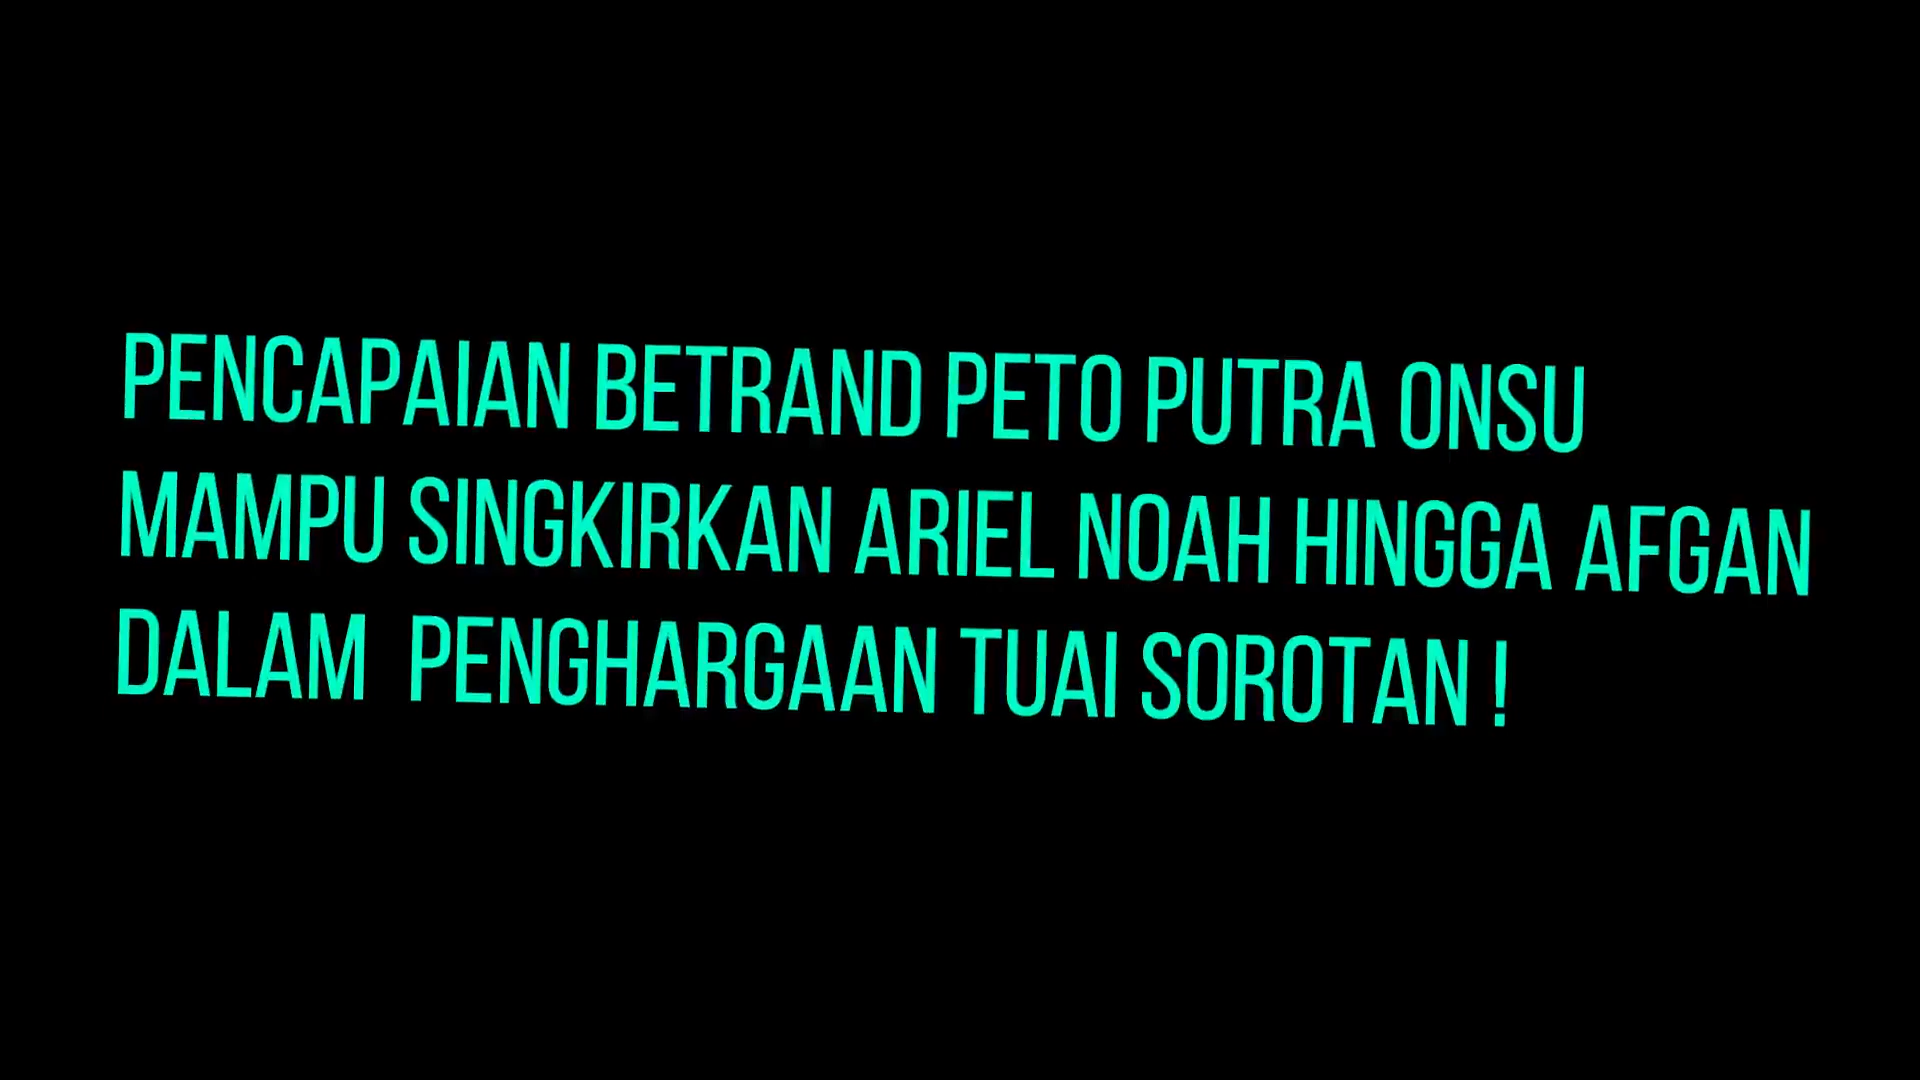 PENCAPAIAN BETRAND PETO PUTRA ONSU
MAMPU SINGKIRKAN ARIEL NOAH HINGGA AFGAN
DALAM  PENGHARGAAN TUAI SOROTAN !